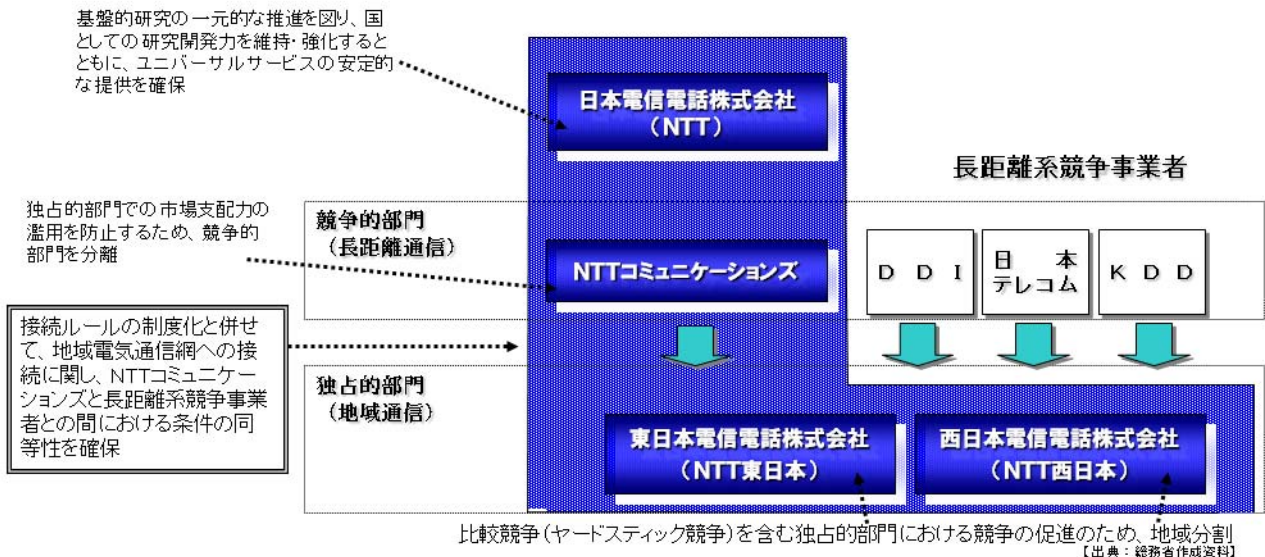 基盤的研究の一元的な推進を図り、国
としての研究開発力を維持・強化すると
ともに、ユニバーサルサービスの安定的
な提供を確保
日本電信電話株式会社
（NTT）
長距離系競争事業者
独占的部門での市場支配力の
濫用を防止するため、競争的
部門を分離
競争的部門
（長距離通信）
NTTコミュニケーションズ
DDI
日本
テレコム
KDD
接続ルールの制度化と併せ
て、地域電気通信網への接
続に関し、NTTコミュニケー
ションズと長距離系競争事業
者との間における条件の同
等性を確保
独占的部門
（地域通信）
東日本電信電話株式会社
（NTT東日本）
西日本電信電話株式会社
（NTT西日本）
比較競争（ヤードスティック競争）を含む独占的部門における競争の促進のため、地域分割
【出典：総務省作成資料】